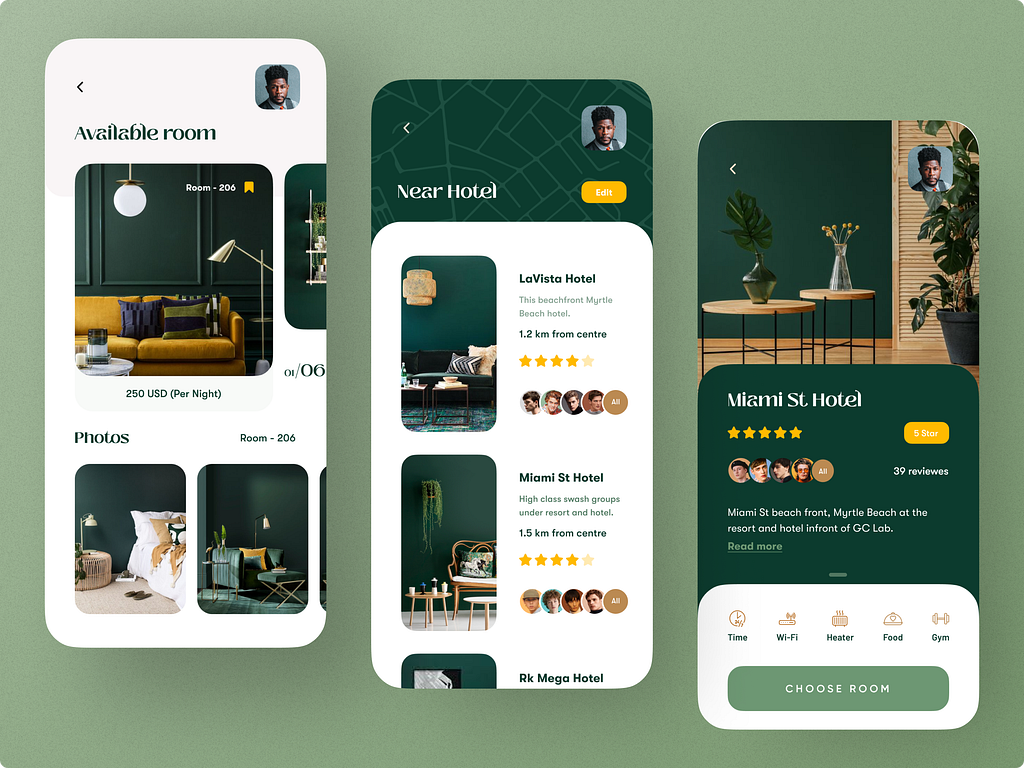 Available room
Room - 206
250 USD (Per Night)
01/06
Photos
Room - 206
Near Hotel
Edit
LaVista Hotel
This beachfront Myrtle
Beach hotel.
1.2 km from centre
All
Miami St Hotel
High class swash groups
under resort and hotel.
1.5 km from centre
All
Rk Mega Hotel
Miami St Hotel
5 Star
All
39 reviewes
Miami St beach front, Myrtle Beach at the
resort and hotel infront of GC Lab.
Read more
24/7
Time
Wi-Fi
Heater
Food
Gym
CHOOSE ROOM